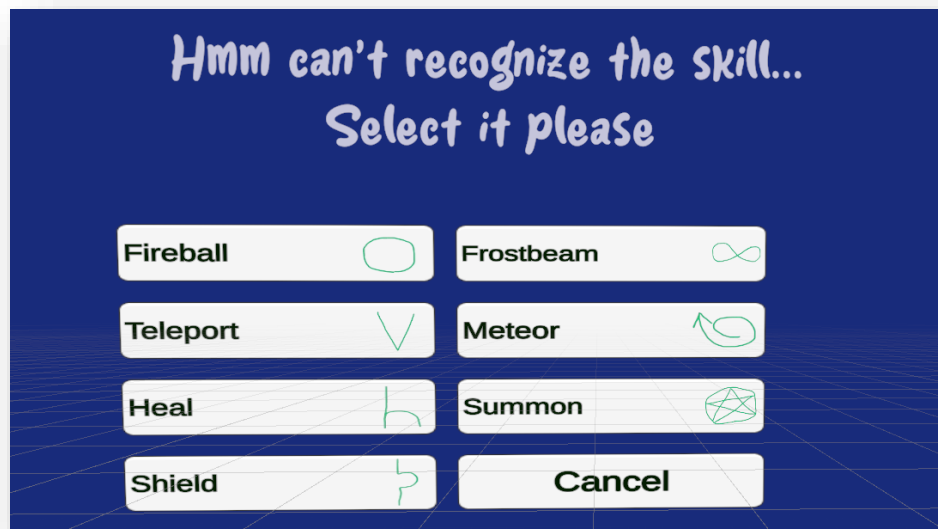 Hmm can't recognize the skill...
Select it please
Fireball
Frostbeam
Teleport
Meteor
Heal
Summon
Shield
Cancel